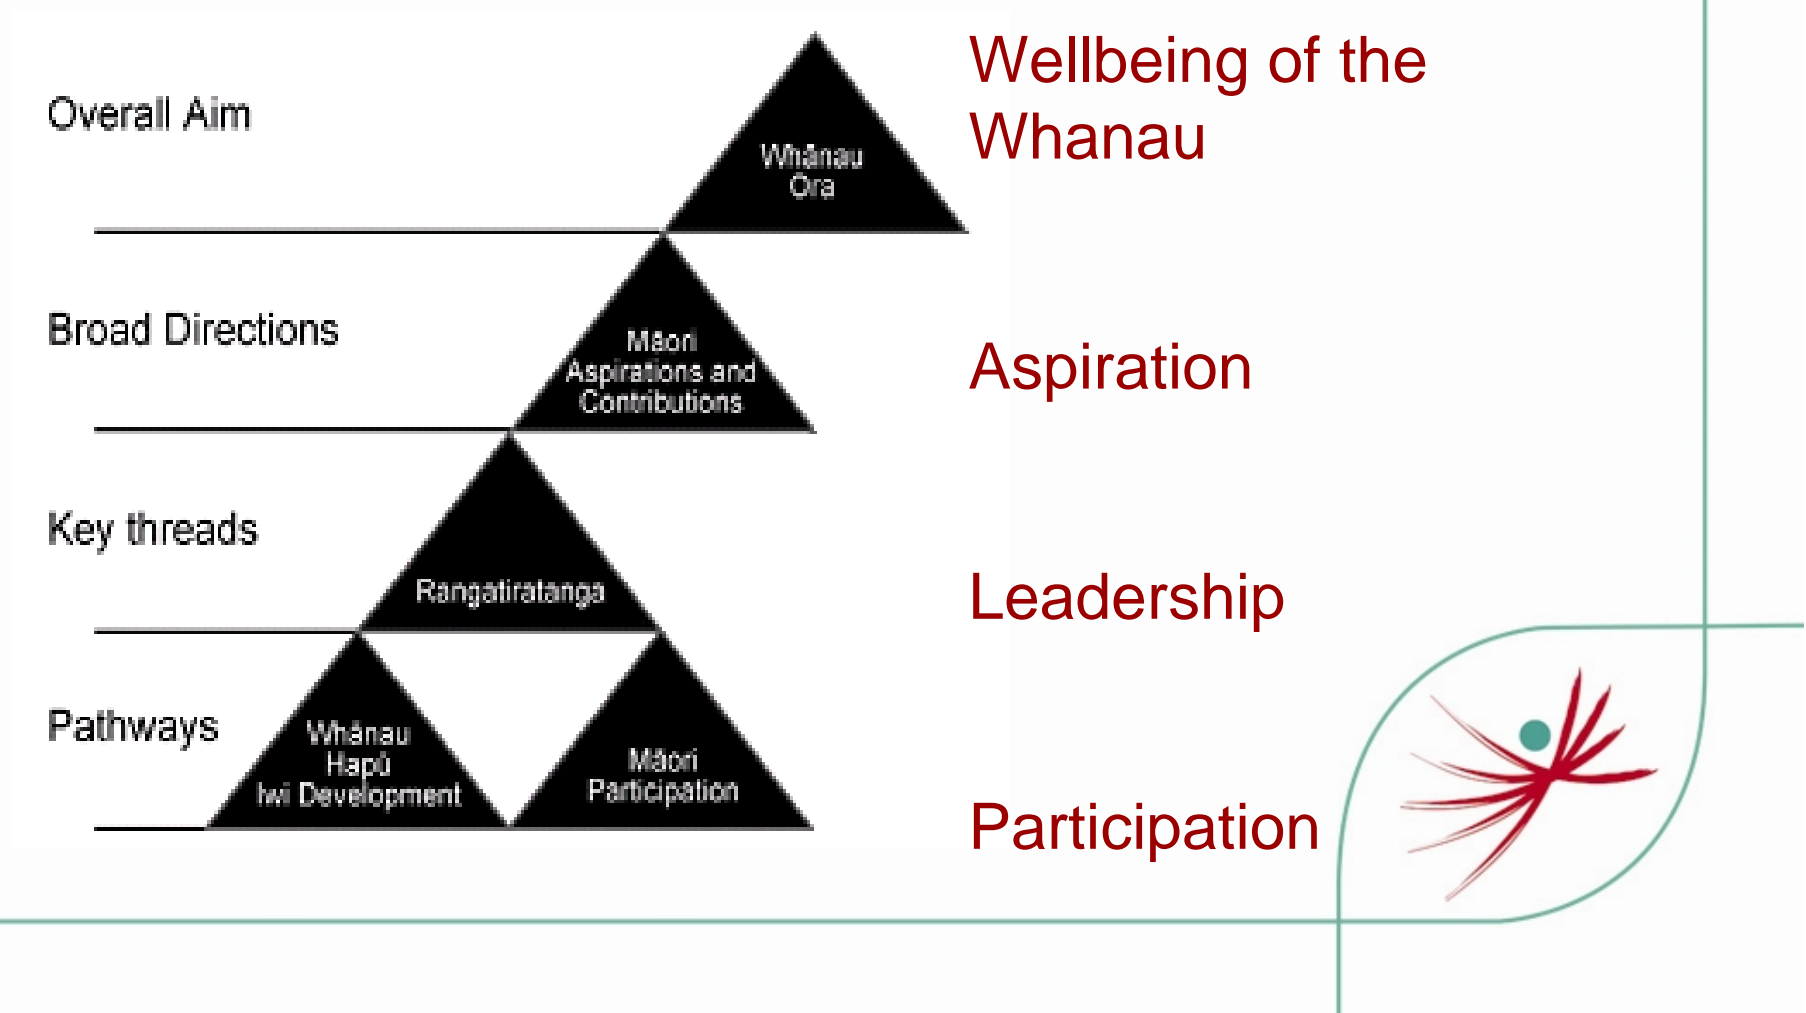 Overall Aim
Whānau
Ora
Wellbeing of the
Whanau
Broad Directions
Māori
Aspirations and
Contributions
Aspiration
Key threads
Rangatiratanga
Leadership
Pathways
Whānau
Hapū
Iwi Development
Māori
Participation
Participation